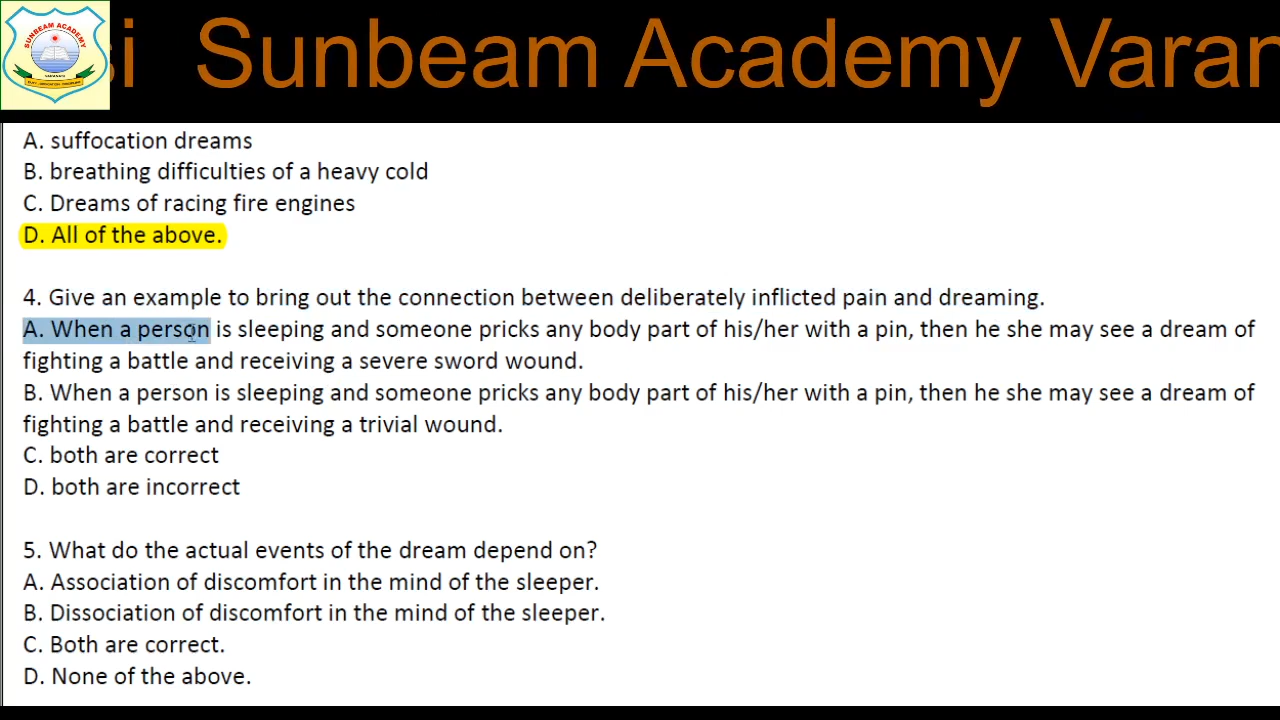 si Sunbeam Academy Varan
SUNBEAM ACADEMY
VARANASI
A. suffocation dreams
B. breathing difficulties of a heavy cold
C. Dreams of racing fire engines
D. All of the above.
4. Give an example to bring out the connection between deliberately inflicted pain and dreaming.
A. When a person is sleeping and someone pricks any body part of his/her with a pin, then he she may see a dream of
fighting a battle and receiving a severe sword wound.
B. When a person is sleeping and someone pricks any body part of his/her with a pin, then he she may see a dream of
fighting a battle and receiving a trivial wound.
C. both are correct
D. both are incorrect
5. What do the actual events of the dream depend on?
A. Association of discomfort in the mind of the sleeper.
B. Dissociation of discomfort in the mind of the sleeper.
C. Both are correct.
D. None of the above.